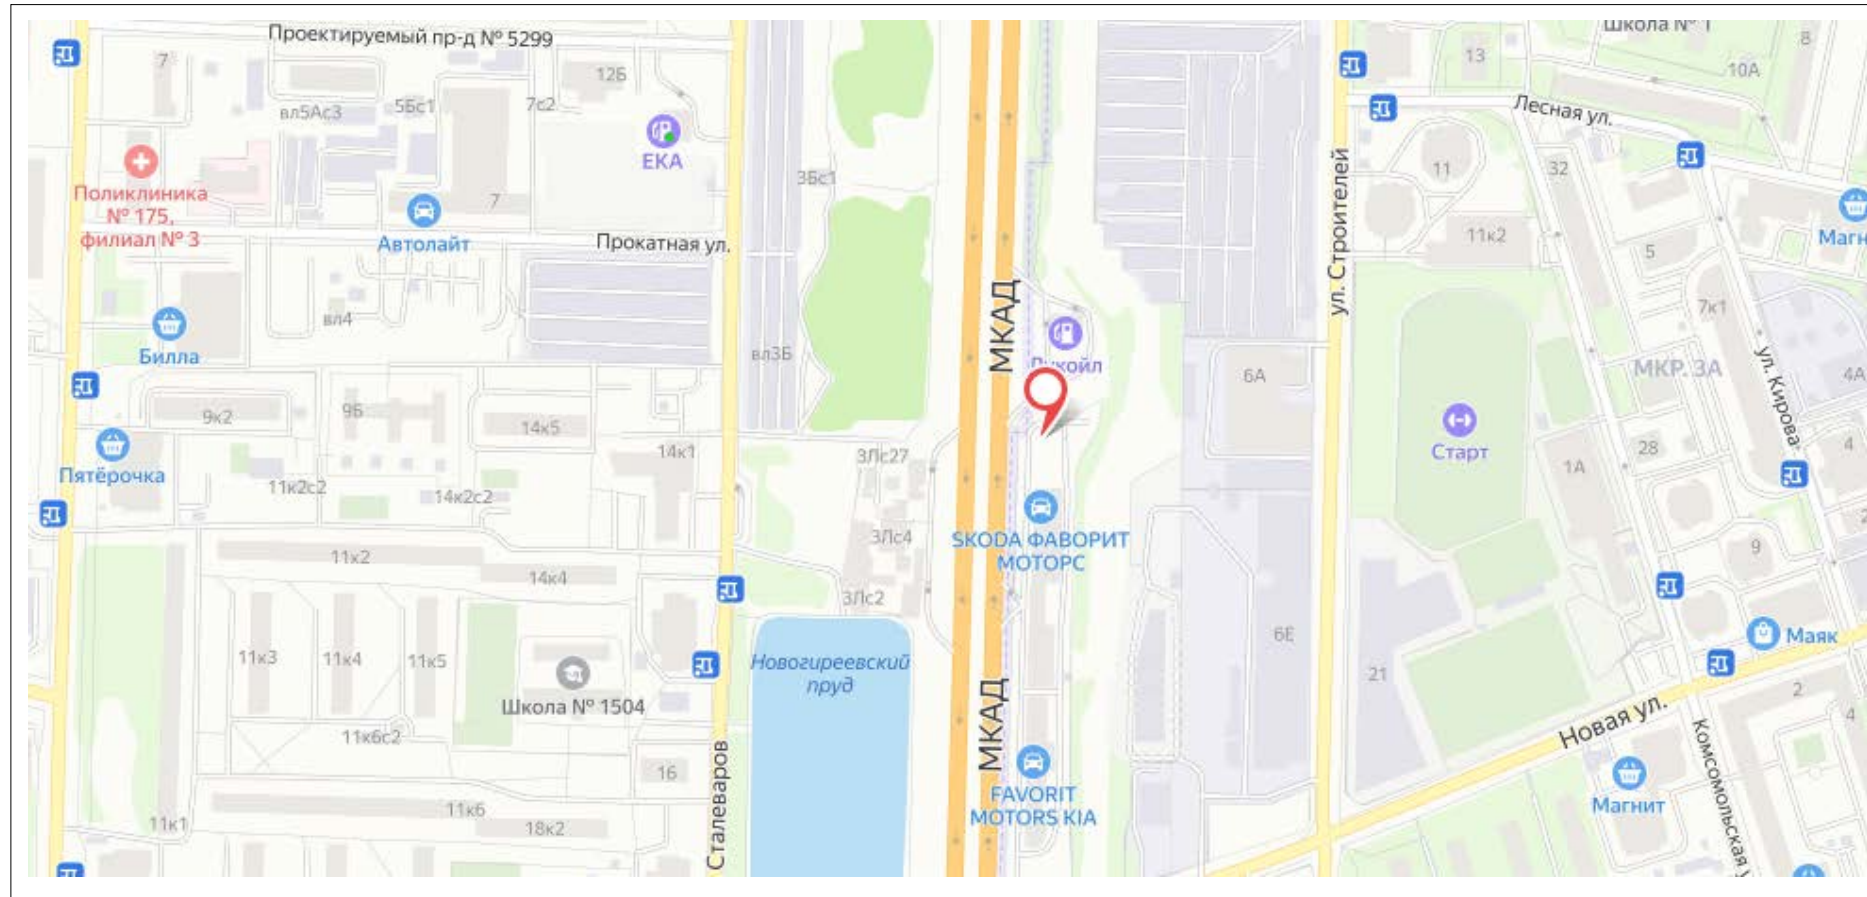 Проектируемый пр-д № 5299
Школа № 1
7
12Б
13
8
10А
вл5Ас3
5Бс1
7с2
Лесная ул.
ЕКА
3Бс1
11
32
Поликлиника
№ 175,
филиал № 3
7
Автолайт
Прокатная ул.
ул. Строителей
11к2
5
Магн
вл4
МКАД
7к1
Билла
вл3Б
Лукойл
6А
МКР. 3А
ул. Кирова
4А
9к2
9Б
14к5
14к1
3Лс27
Старт
1А
28
4
Пятёрочка
11к2с2
14к2с2
3Лс4
SKODA ФАВОРИТ
МОТОРС
9
2
11к2
14к4
3Лс2
6Е
Маяк
11к3
11к4
11к5
Новогиреевский
пруд
21
Школа № 1504
МКАД
Новая ул.
2
4
11к6с2
16
Сталеваров
FAVORIT
MOTORS KIA
Магнит
Комсомольская у
11к1
11к6
18к2